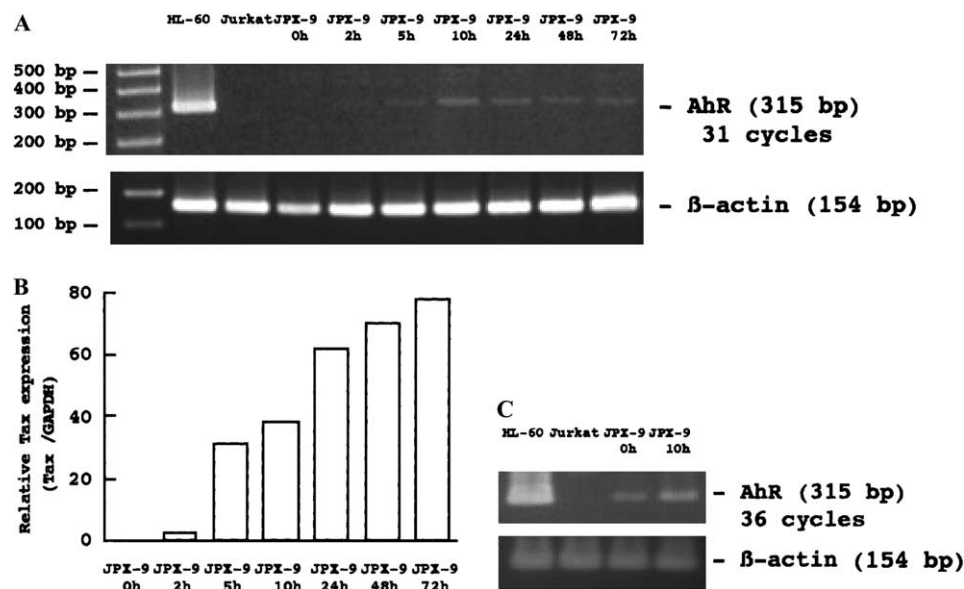 A
HL-60 Jurkat JPX-9 JPX-9 JPX-9 JPX-9 JPX-9 JPX-9 JPX-9
0h 2h 5h 10h 24h 48h 72h
500 bp –
400 bp –
300 bp –
200 bp –
- AhR (315 bp)
31 cycles
200 bp –
100 bp –
- ß-actin (154 bp)
B
Relative Tax expression
(Tax /GAPDH)
80
60
40
20
0
JPX-9 JPX-9 JPX-9 JPX-9 JPX-9 JPX-9 JPX-9
0h 2h 5h 10h 24h 48h 72h
C
HL-60 Jurkat JPX-9 JPX-9
0h 10h
- AhR (315 bp)
36 cycles
- ß-actin (154 bp)